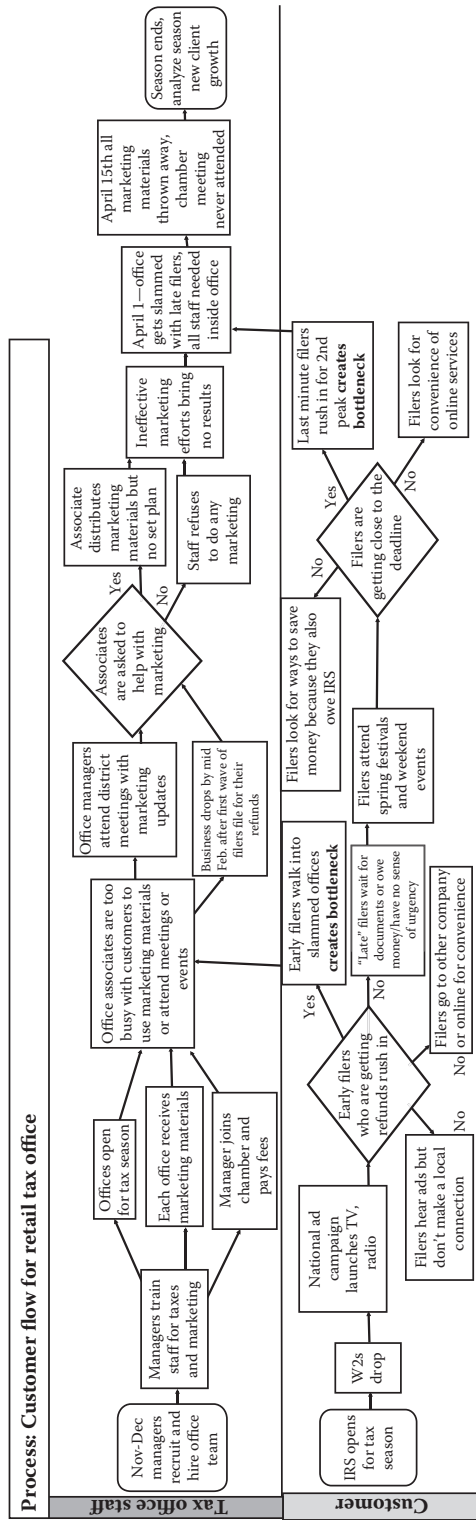 Process: Customer flow for retail tax office
Tax office staff
Nov-Dec
managers
recruit and
hire office
team
Managers train
staff for taxes
and marketing
Offices open
for tax season
Each office receives
marketing materials
Manager joins
chamber and
pays fees
Office associates are too
busy with customers to
use marketing materials
or attend meetings or
events
Office managers
attend district
meetings with
marketing
updates
Business drops by mid
Feb. after first wave of
filers file for their
refunds
Associates
are asked to
help with
marketing
Yes
No
Associate
distributes
marketing
materials but
no set plan
Staff refuses
to do any
marketing
Ineffective
marketing
efforts bring
no results
April 1—office
gets slammed
with late filers,
all staff needed
inside office
April 15th all
marketing
materials
thrown away,
chamber
meeting
never attended
Season ends,
analyze season
new client
growth
Customer
IRS opens
for tax
season
W2s
drop
National ad
campaign
launches TV,
radio
Early filers
who are getting
refunds rush in
Yes
No
No
No
Early filers walk into
slammed offices
creates bottleneck
"Late" filers wait for
documents or owe
money/have no sense
of urgency
Filers hear ads but
don't make a local
connection
Filers go to other company
or online for convenience
Filers attend
spring festivals
and weekend
events
Filers are
getting close to the
deadline
No
Yes
No
Filers look for ways to save
money because they also
owe IRS
Last minute filers
rush in for 2nd
peak creates
bottleneck
Filers look for
convenience of
online services